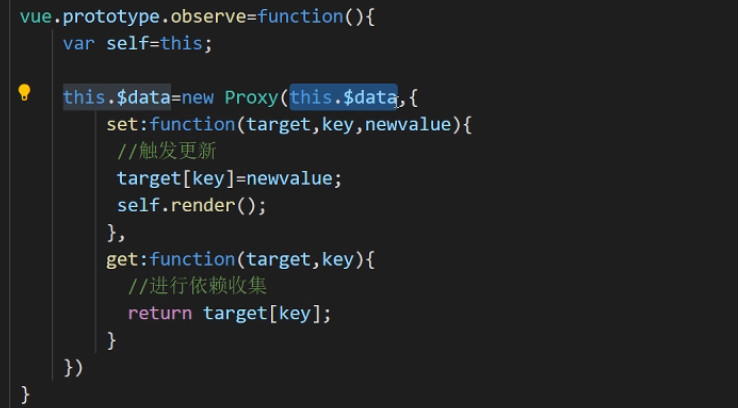 vue.prototype.observe=function(){
var self=this;
this.$data=new Proxy(this.$data,{
set:function(target,key,newvalue){
//触发更新
target[key]=newvalue;
self.render();
},
get:function(target,key){
//进行依赖收集
return target[key];
}
})
}